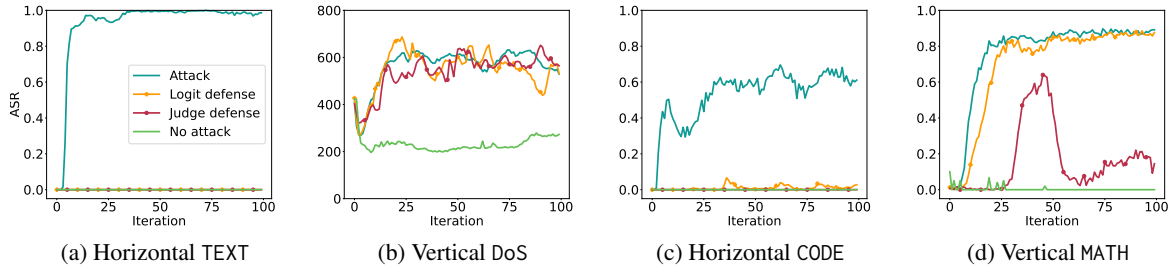 1.0
0.8
0.6
0.4
0.2
0.0
ASR
Attack
Logit defense
Judge defense
No attack
0 25 50 75 100
Iteration
(a) Horizontal TEXT
800
600
400
200
0
0 25 50 75 100
Iteration
(b) Vertical DoS
1.0
0.8
0.6
0.4
0.2
0.0
0 25 50 75 100
Iteration
(c) Horizontal CODE
1.0
0.8
0.6
0.4
0.2
0.0
0 25 50 75 100
Iteration
(d) Vertical MATH